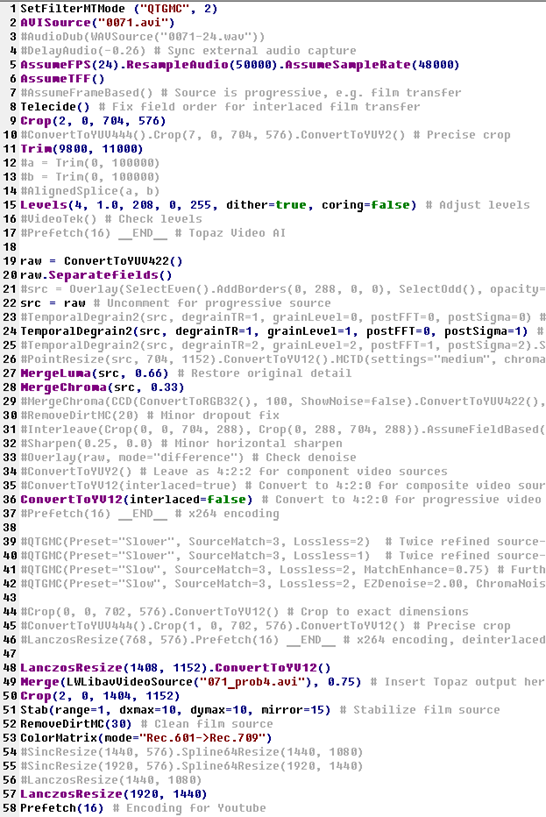 1 SetFilterMTMode ("QTGMC", 2)
2 AVISource("0071.avi")
3 #AudioDub(WAVSource("0071-24.wav"))
4 #DelayAudio(-0.26) # Sync external audio capture
5 AssumeFPS(24).ResampleAudio(50000).AssumeSampleRate(48000)
6 AssumeTFF()
7 #AssumeFrameBased() # Source is progressive, e.g. film transfer
8 Telecide() # Fix field order for interlaced film transfer
9 Crop(2, 0, 704, 576)
10 #ConvertToYUV444().Crop(7, 0, 704, 576).ConvertToYUY2() # Precise crop
11 Trim(9800, 11000)
12 #a = Trim(0, 100000)
13 #b = Trim(0, 100000)
14 #AlignedSplice(a, b)
15 Levels(4, 1.0, 208, 0, 255, dither=true, coring=false) # Adjust levels
16 #VideoTek() # Check levels
17 #Prefetch(16) __END__ # Topaz Video AI
18
19 raw = ConvertToYUV422()
20 raw.Separatefields()
21 #src = Overlay(SelectEven().AddBorders(0, 288, 0, 0), SelectOdd(), opacity=
22 src = raw # Uncomment for progressive source
23 #TemporalDegrain2(src, degrainTR=1, grainLevel=0, postFFT=0, postSigma=0) #
24 TemporalDegrain2(src, degrainTR=1, grainLevel=1, postFFT=0, postSigma=1) #
25 #TemporalDegrain2(src, degrainTR=2, grainLevel=2, postFFT=1, postSigma=2).S
26 #PointResize(src, 704, 1152).ConvertToYV12().MCTD(settings="medium", chroma
27 MergeLuma(src, 0.66) # Restore original detail
28 MergeChroma(src, 0.33)
29 #MergeChroma(CCD(ConvertToRGB32(), 100, ShowNoise=false).ConvertToYUV422(),
30 #RemoveDirtMC(20) # Minor dropout fix
31 #Interleave(Crop(0, 0, 704, 288), Crop(0, 288, 704, 288)).AssumeFieldBased(
32 #Sharpen(0.25, 0.0) # Minor horizontal sharpen
33 #Overlay(raw, mode="difference") # Check denoise
34 #ConvertToYUY2() # Leave as 4:2:2 for component video sources
35 #ConvertToYV12(interlaced=true) # Convert to 4:2:0 for composite video sour
36 ConvertToYV12(interlaced=false) # Convert to 4:2:0 for progressive video
37 #Prefetch(16) __END__ # x264 encoding
38
39 #QTGMC(Preset="Slower", SourceMatch=3, Lossless=2)  # Twice refined source-
40 #QTGMC(Preset="Slower", SourceMatch=3, Lossless=1)  # Twice refined source-
41 #QTGMC(Preset="Slow", SourceMatch=3, Lossless=2, MatchEnhance=0.75) # Furth
42 #QTGMC(Preset="Slow", SourceMatch=3, Lossless=2, EZDenoise=2.00, ChromaNois
43
44 #Crop(0, 0, 702, 576).ConvertToYV12() # Crop to exact dimensions
45 #ConvertToYUV444().Crop(1, 0, 702, 576).ConvertToYV12() # Precise crop
46 #LanczosResize(768, 576).Prefetch(16) __END__ # x264 encoding, deinterlaced
47
48 LanczosResize(1408, 1152).ConvertToYV12()
49 Merge(LWLibavVideoSource("071_prob4.avi"), 0.75) # Insert Topaz output her
50 Crop(2, 0, 1404, 1152)
51 Stab(range=1, dxmax=10, dymax=10, mirror=15) # Stabilize film source
52 RemoveDirtMC(30) # Clean film source
53 ColorMatrix(mode="Rec.601->Rec.709")
54 #SincResize(1440, 576).Spline64Resize(1440, 1080)
55 #SincResize(1920, 576).Spline64Resize(1920, 1440)
56 #LanczosResize(1440, 1080)
57 LanczosResize(1920, 1440)
58 Prefetch(16) # Encoding for Youtube